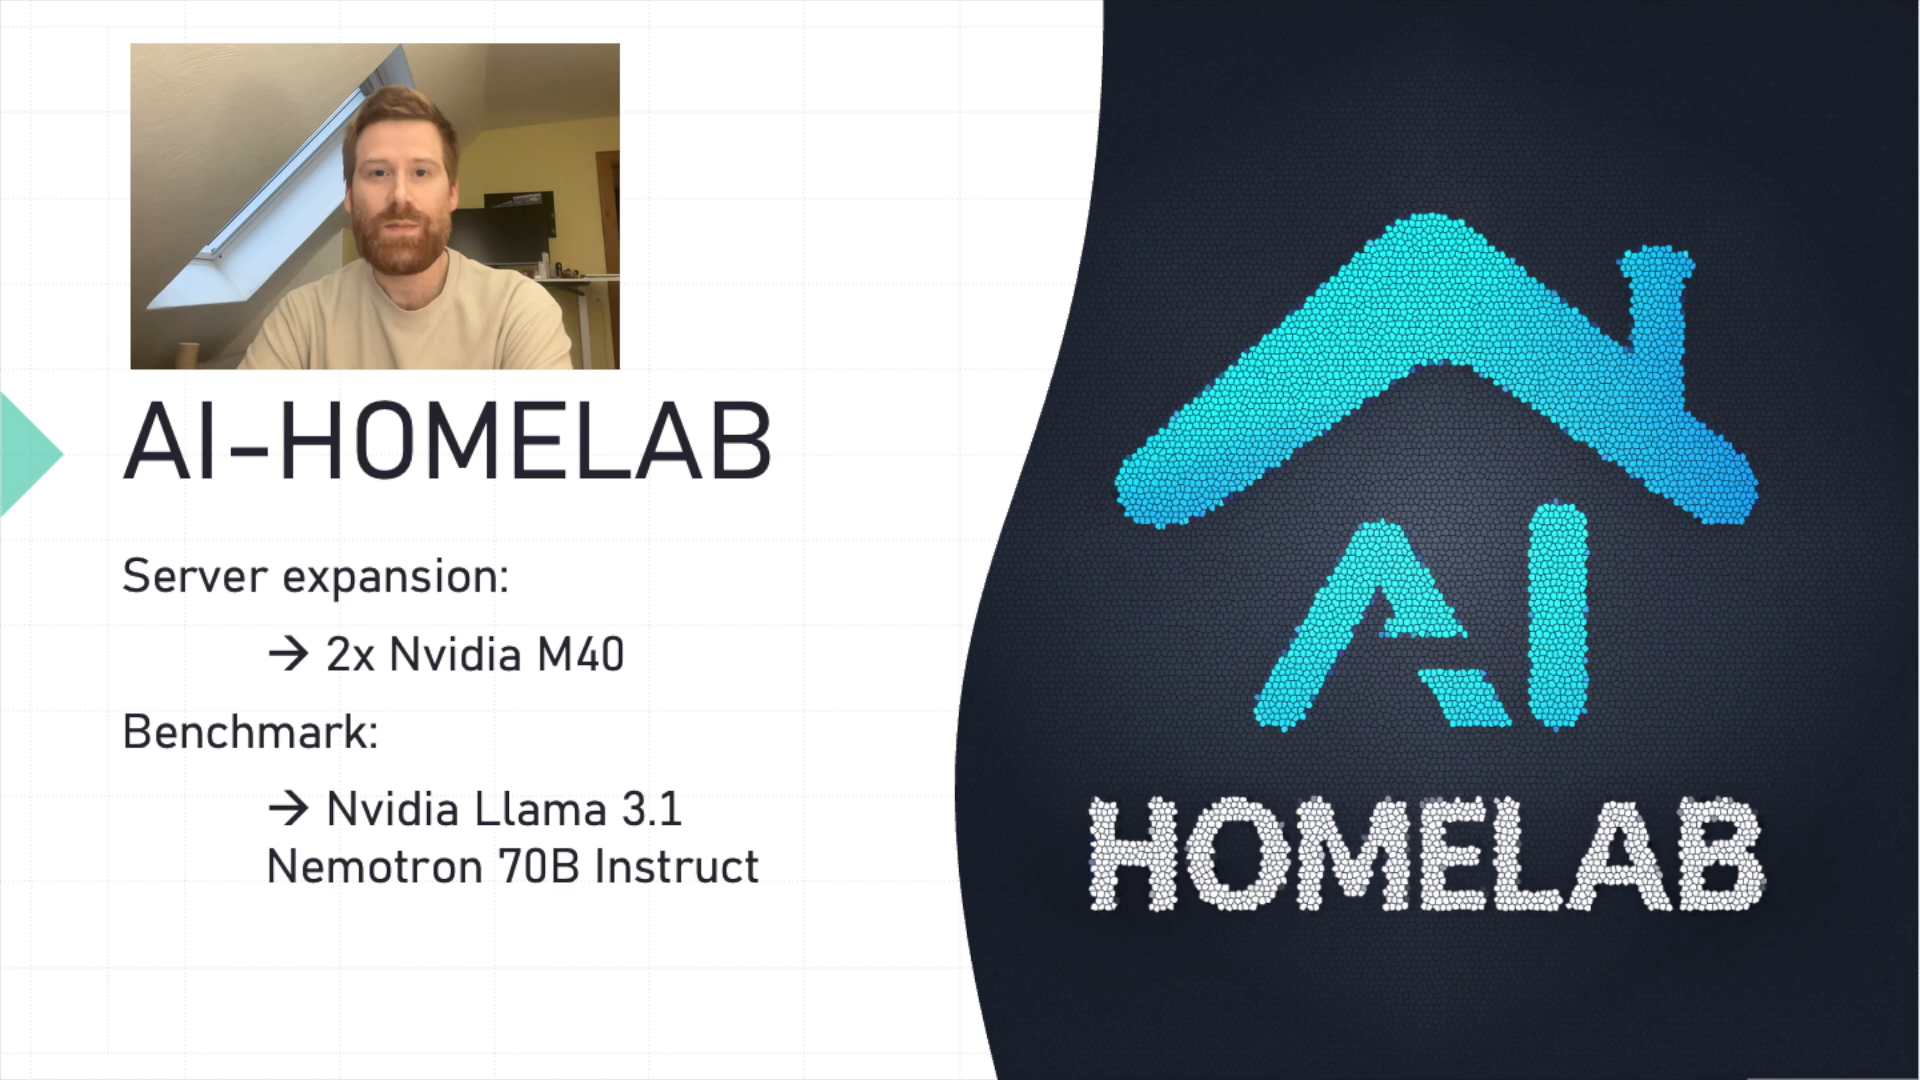 AI-HOMELAB
Server expansion:
→ 2x Nvidia M40
Benchmark:
→ Nvidia Llama 3.1
Nemotron 70B Instruct
AI
HOMELAB